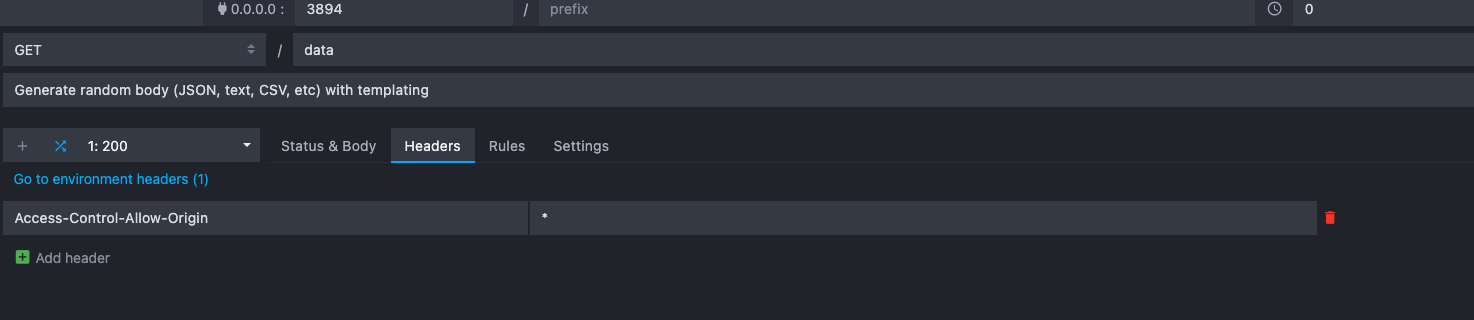 0.0.0.0 : 3894 / prefix 0
GET / data
Generate random body (JSON, text, CSV, etc) with templating
1: 200 Status & Body Headers Rules Settings
Go to environment headers (1)
Access-Control-Allow-Origin *
Add header